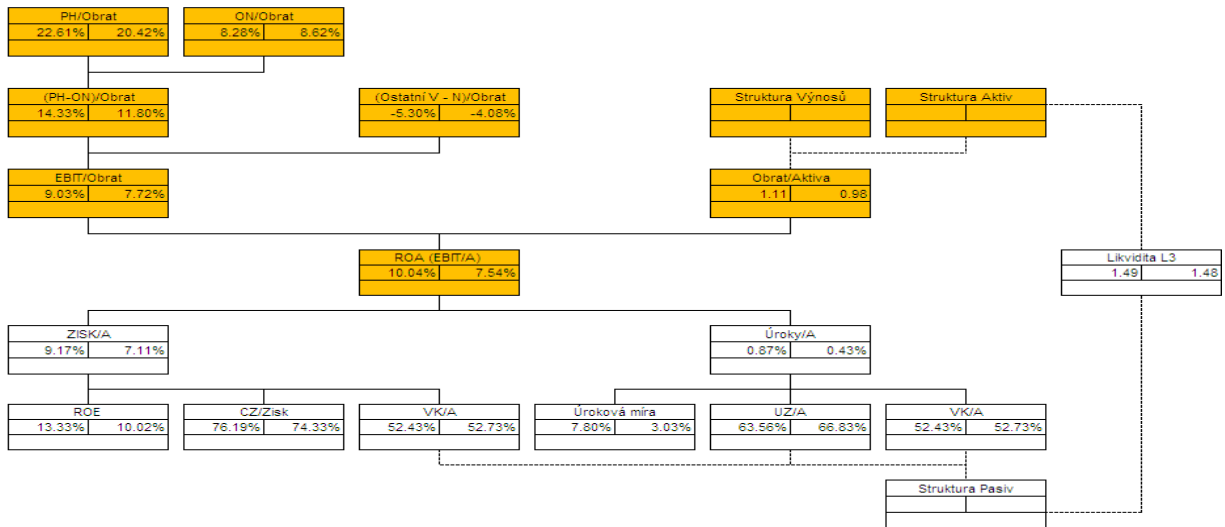 PH/Obrat ON/Obrat
22.61% 20.42% 8.28% 8.62%
(PH-ON)/Obrat (Ostatní V - N)/Obrat Struktura Výnosů Struktura Aktiv
14.33% 11.80% -5.30% -4.08%
EBIT/Obrat Obrat/Aktiva
9.03% 7.72% 1.11 0.98
ROA (EBIT/A) Likvidita L3
10.04% 7.54% 1.49 1.48
ZISK/A Úroky/A
9.17% 7.11% 0.87% 0.43%
ROE CZ/Zisk VK/A Úroková míra UZ/A VK/A
13.33% 10.02% 76.19% 74.33% 52.43% 52.73% 7.80% 3.03% 63.56% 66.83% 52.43% 52.73%
Struktura Pasiv